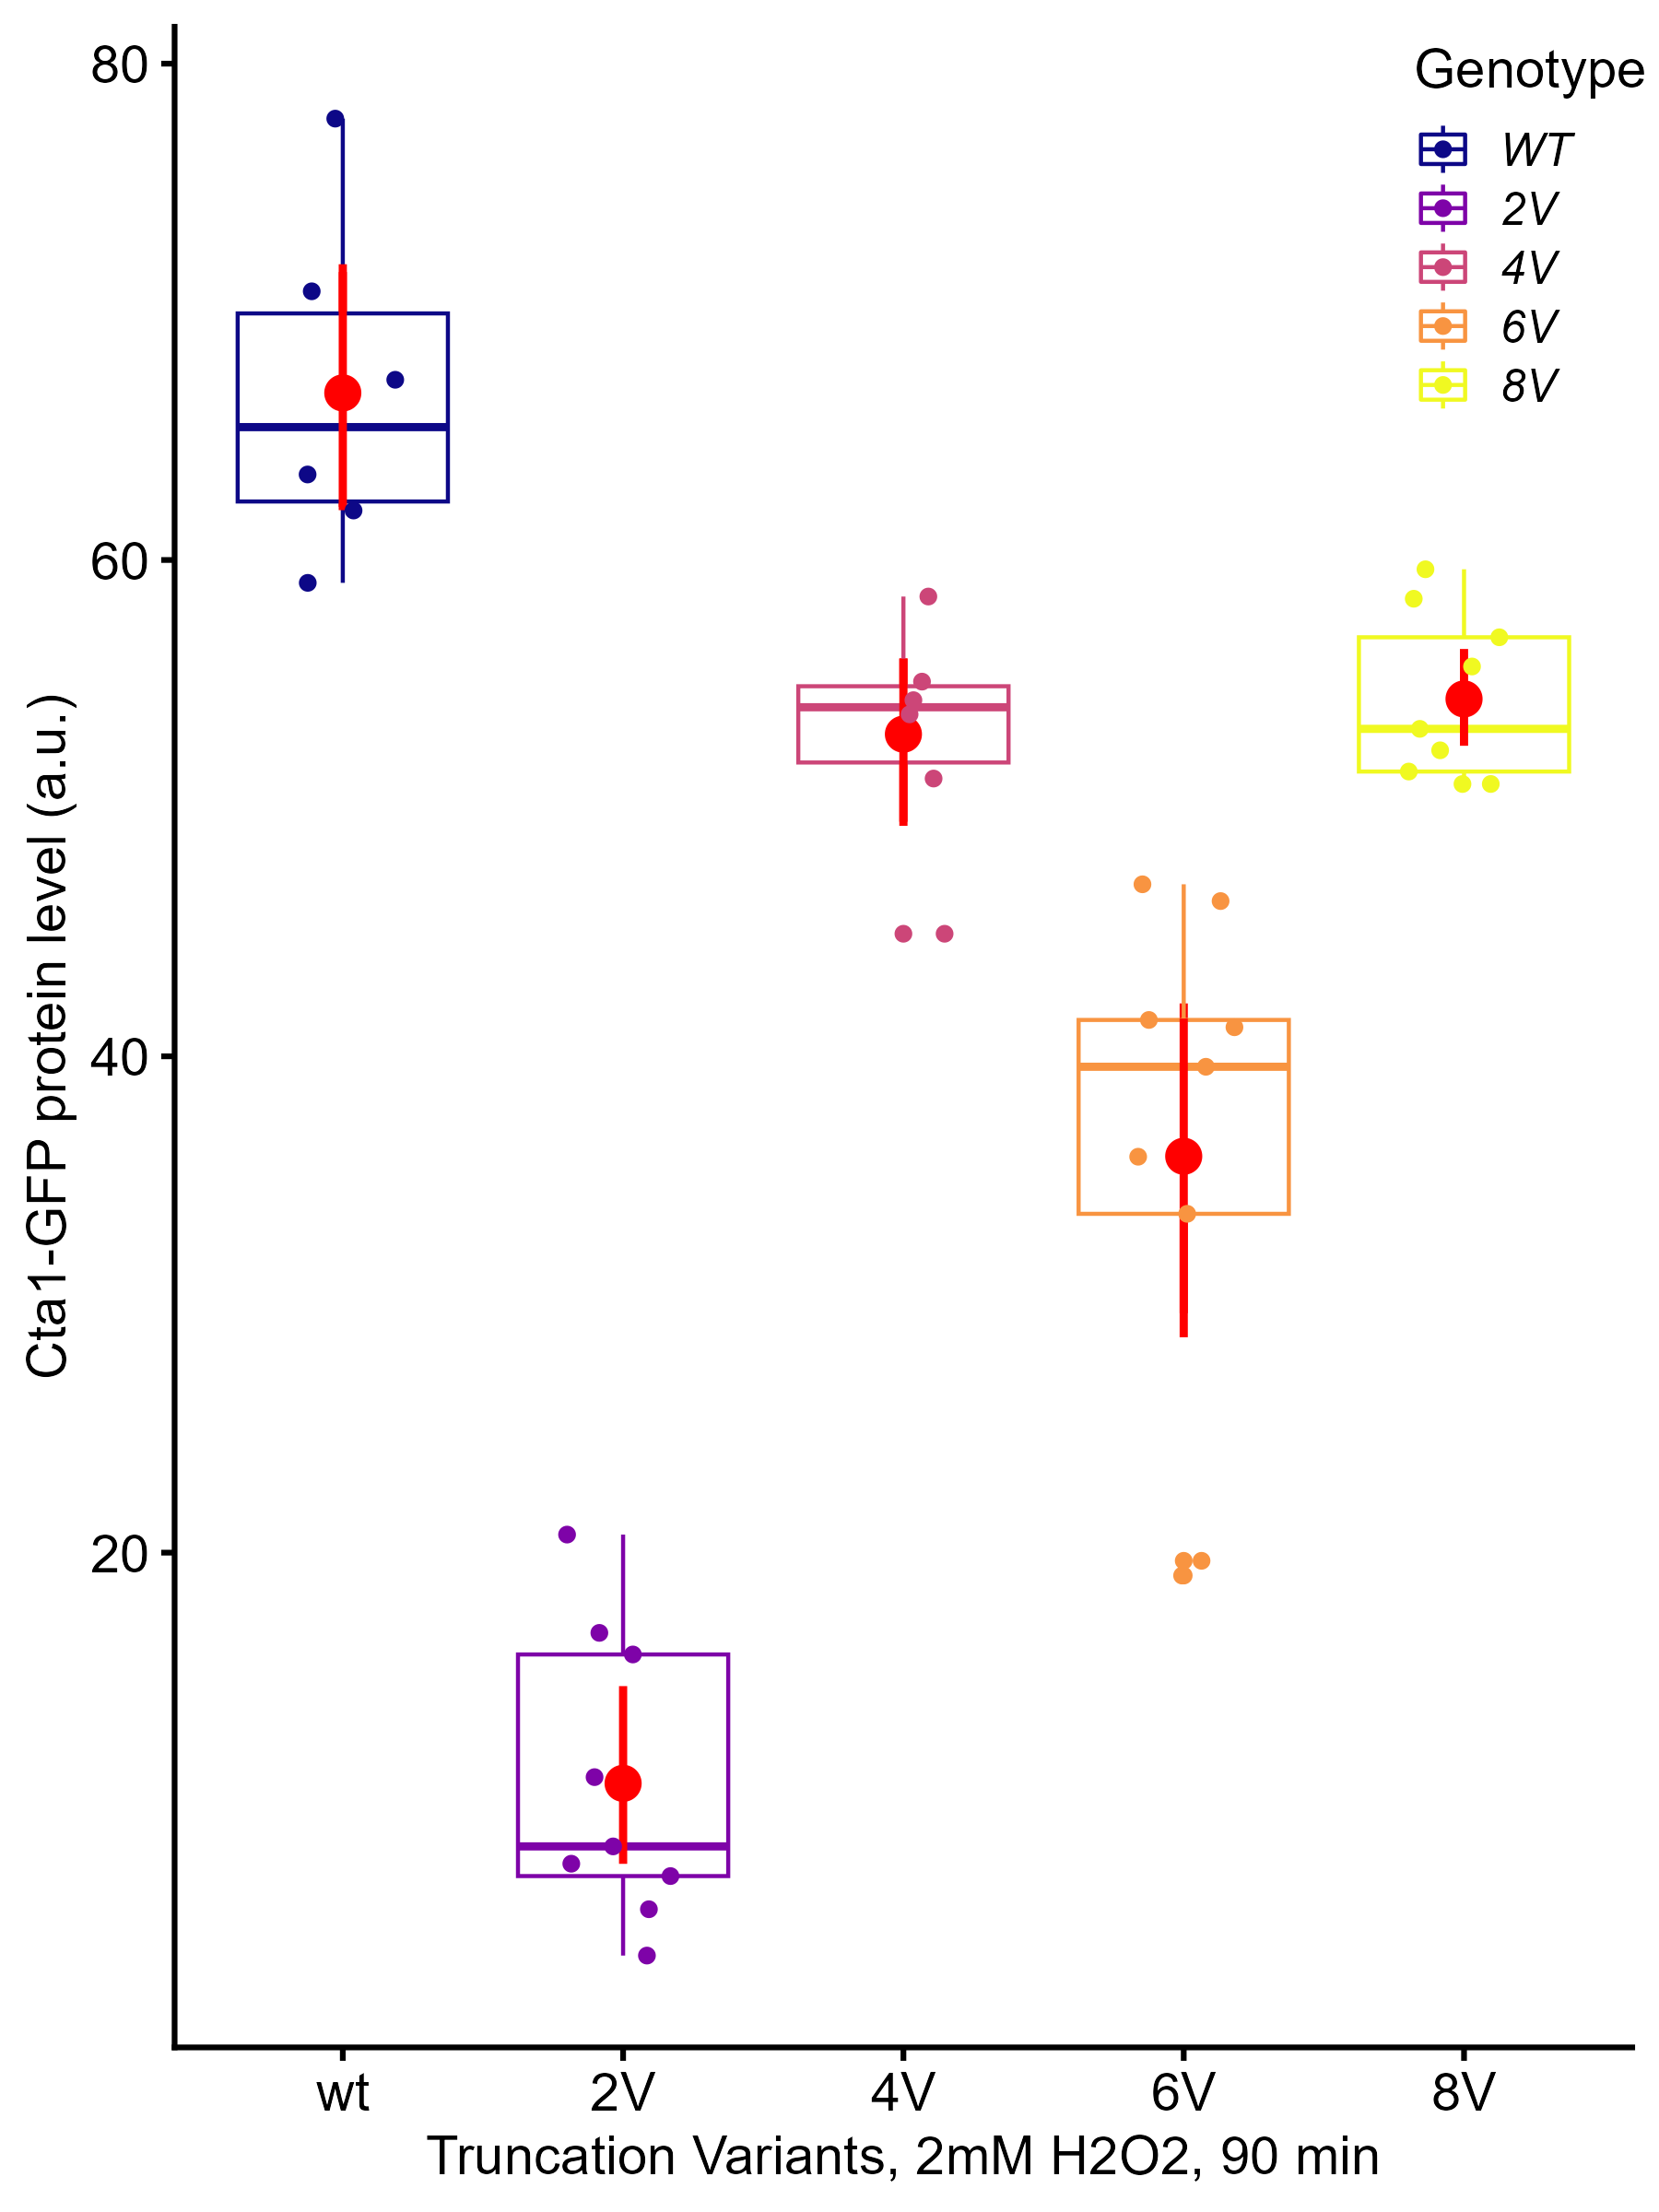 80
60
40
20
Cta1-GFP protein level (a.u.)
Genotype
WT
2V
4V
6V
8V
wt 2V 4V 6V 8V
Truncation Variants, 2mM H2O2, 90 min